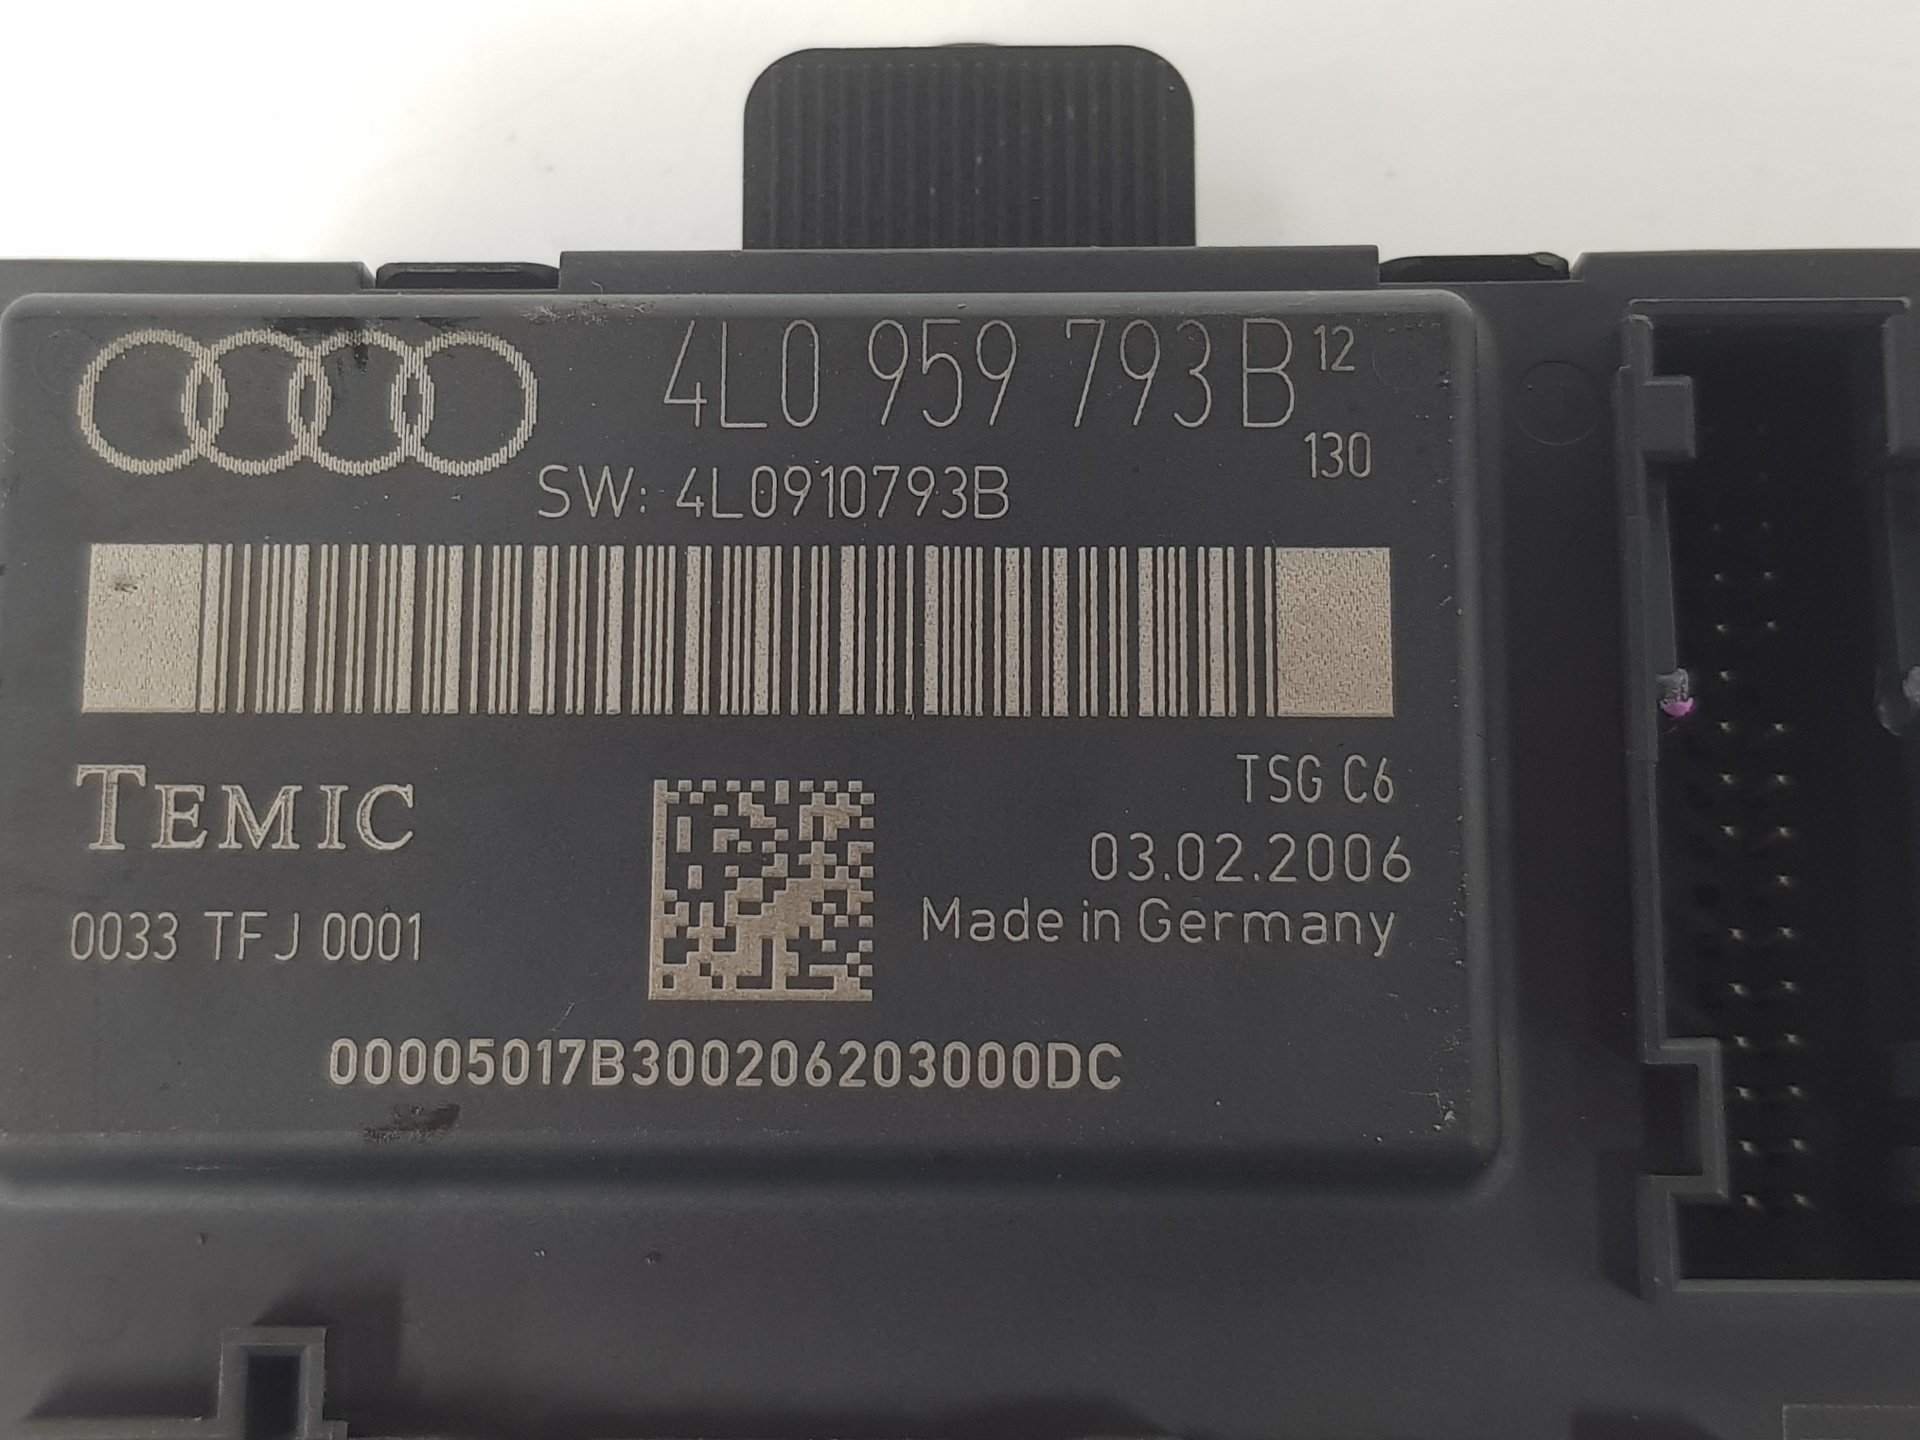 4L0 959 793 B 12
130
SW: 4L0910793B
TEMIC
TSG C6
03.02.2006
Made in Germany
0033 TFJ 0001
00005017B300206203000DC